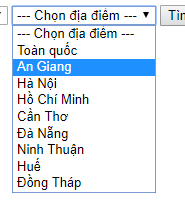 --- Chọn địa điểm --- Tìn
--- Chọn địa điểm ---
Toàn quốc
An Giang
Hà Nội
Hồ Chí Minh
Cần Thơ
Đà Nẵng
Ninh Thuận
Huế
Đồng Tháp